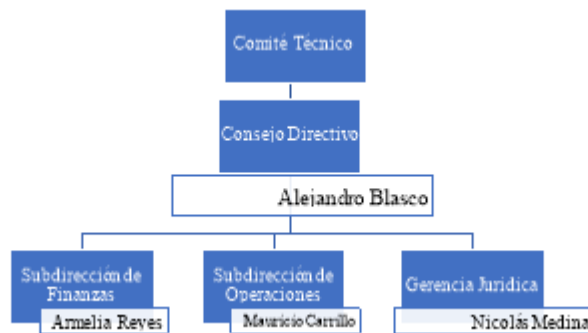 Comité Técnico
Consejo Directivo
Alejandro Blasco
Subdirección de
Finanzas
Armelia Reyes
Subdirección de
Operaciones
Mauricio Carrillo
Gerencia Jurídica
Nicolás Medina